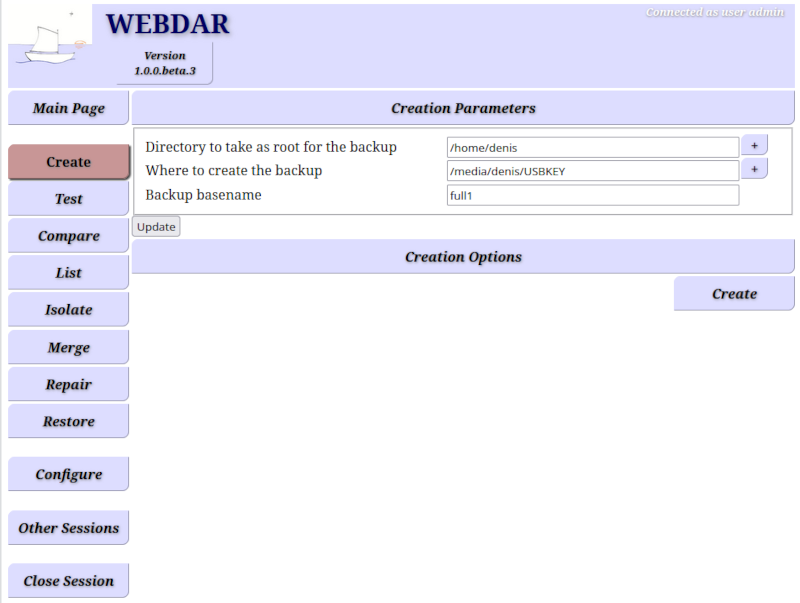 WEBDAR
Connected as user admin
Version
1.0.0.beta.3
Main Page
Creation Parameters
Directory to take as root for the backup /home/denis +
Where to create the backup /media/denis/USBKEY +
Backup basename full1
Update
Creation Options
Create
Create
Test
Compare
List
Isolate
Merge
Repair
Restore
Configure
Other Sessions
Close Session